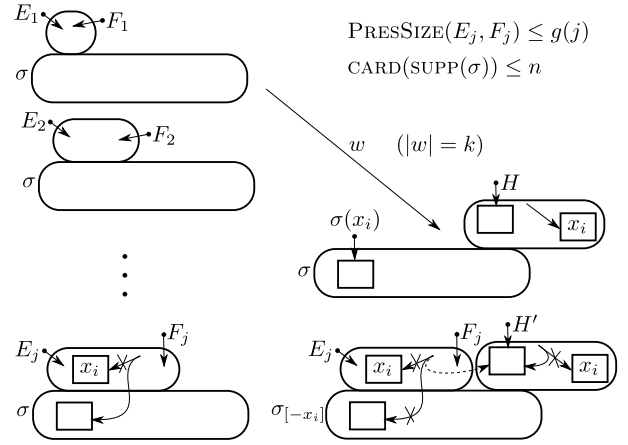 E₁ F₁
PRESSIZE(Eⱼ, Fⱼ) ≤ g(j)
σ
CARD(SUPP(σ)) ≤ n
E₂ F₂
w (|w| = k)
σ
H
xᵢ
σ(xᵢ)
σ
Eⱼ xᵢ Fⱼ
σ
Eⱼ xᵢ Fⱼ H′ xᵢ
σ[−xᵢ]